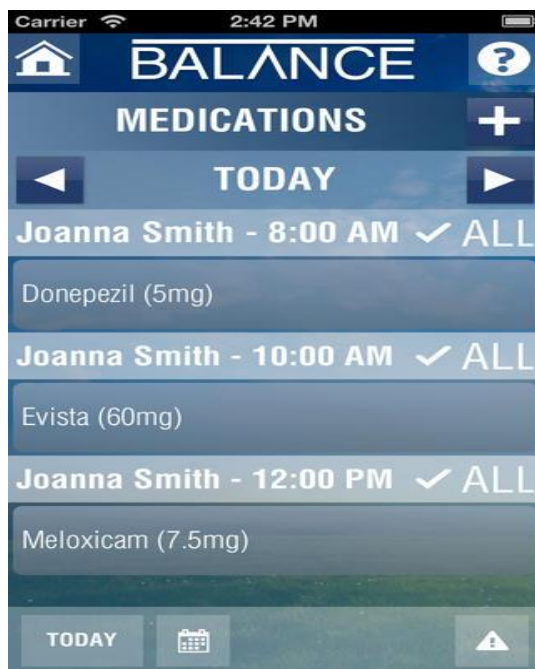 Carrier 2:42 PM
BALANCE ?
MEDICATIONS +
TODAY
Joanna Smith - 8:00 AM ✓ ALL
Donepezil (5mg)
Joanna Smith - 10:00 AM ✓ ALL
Evista (60mg)
Joanna Smith - 12:00 PM ✓ ALL
Meloxicam (7.5mg)
TODAY